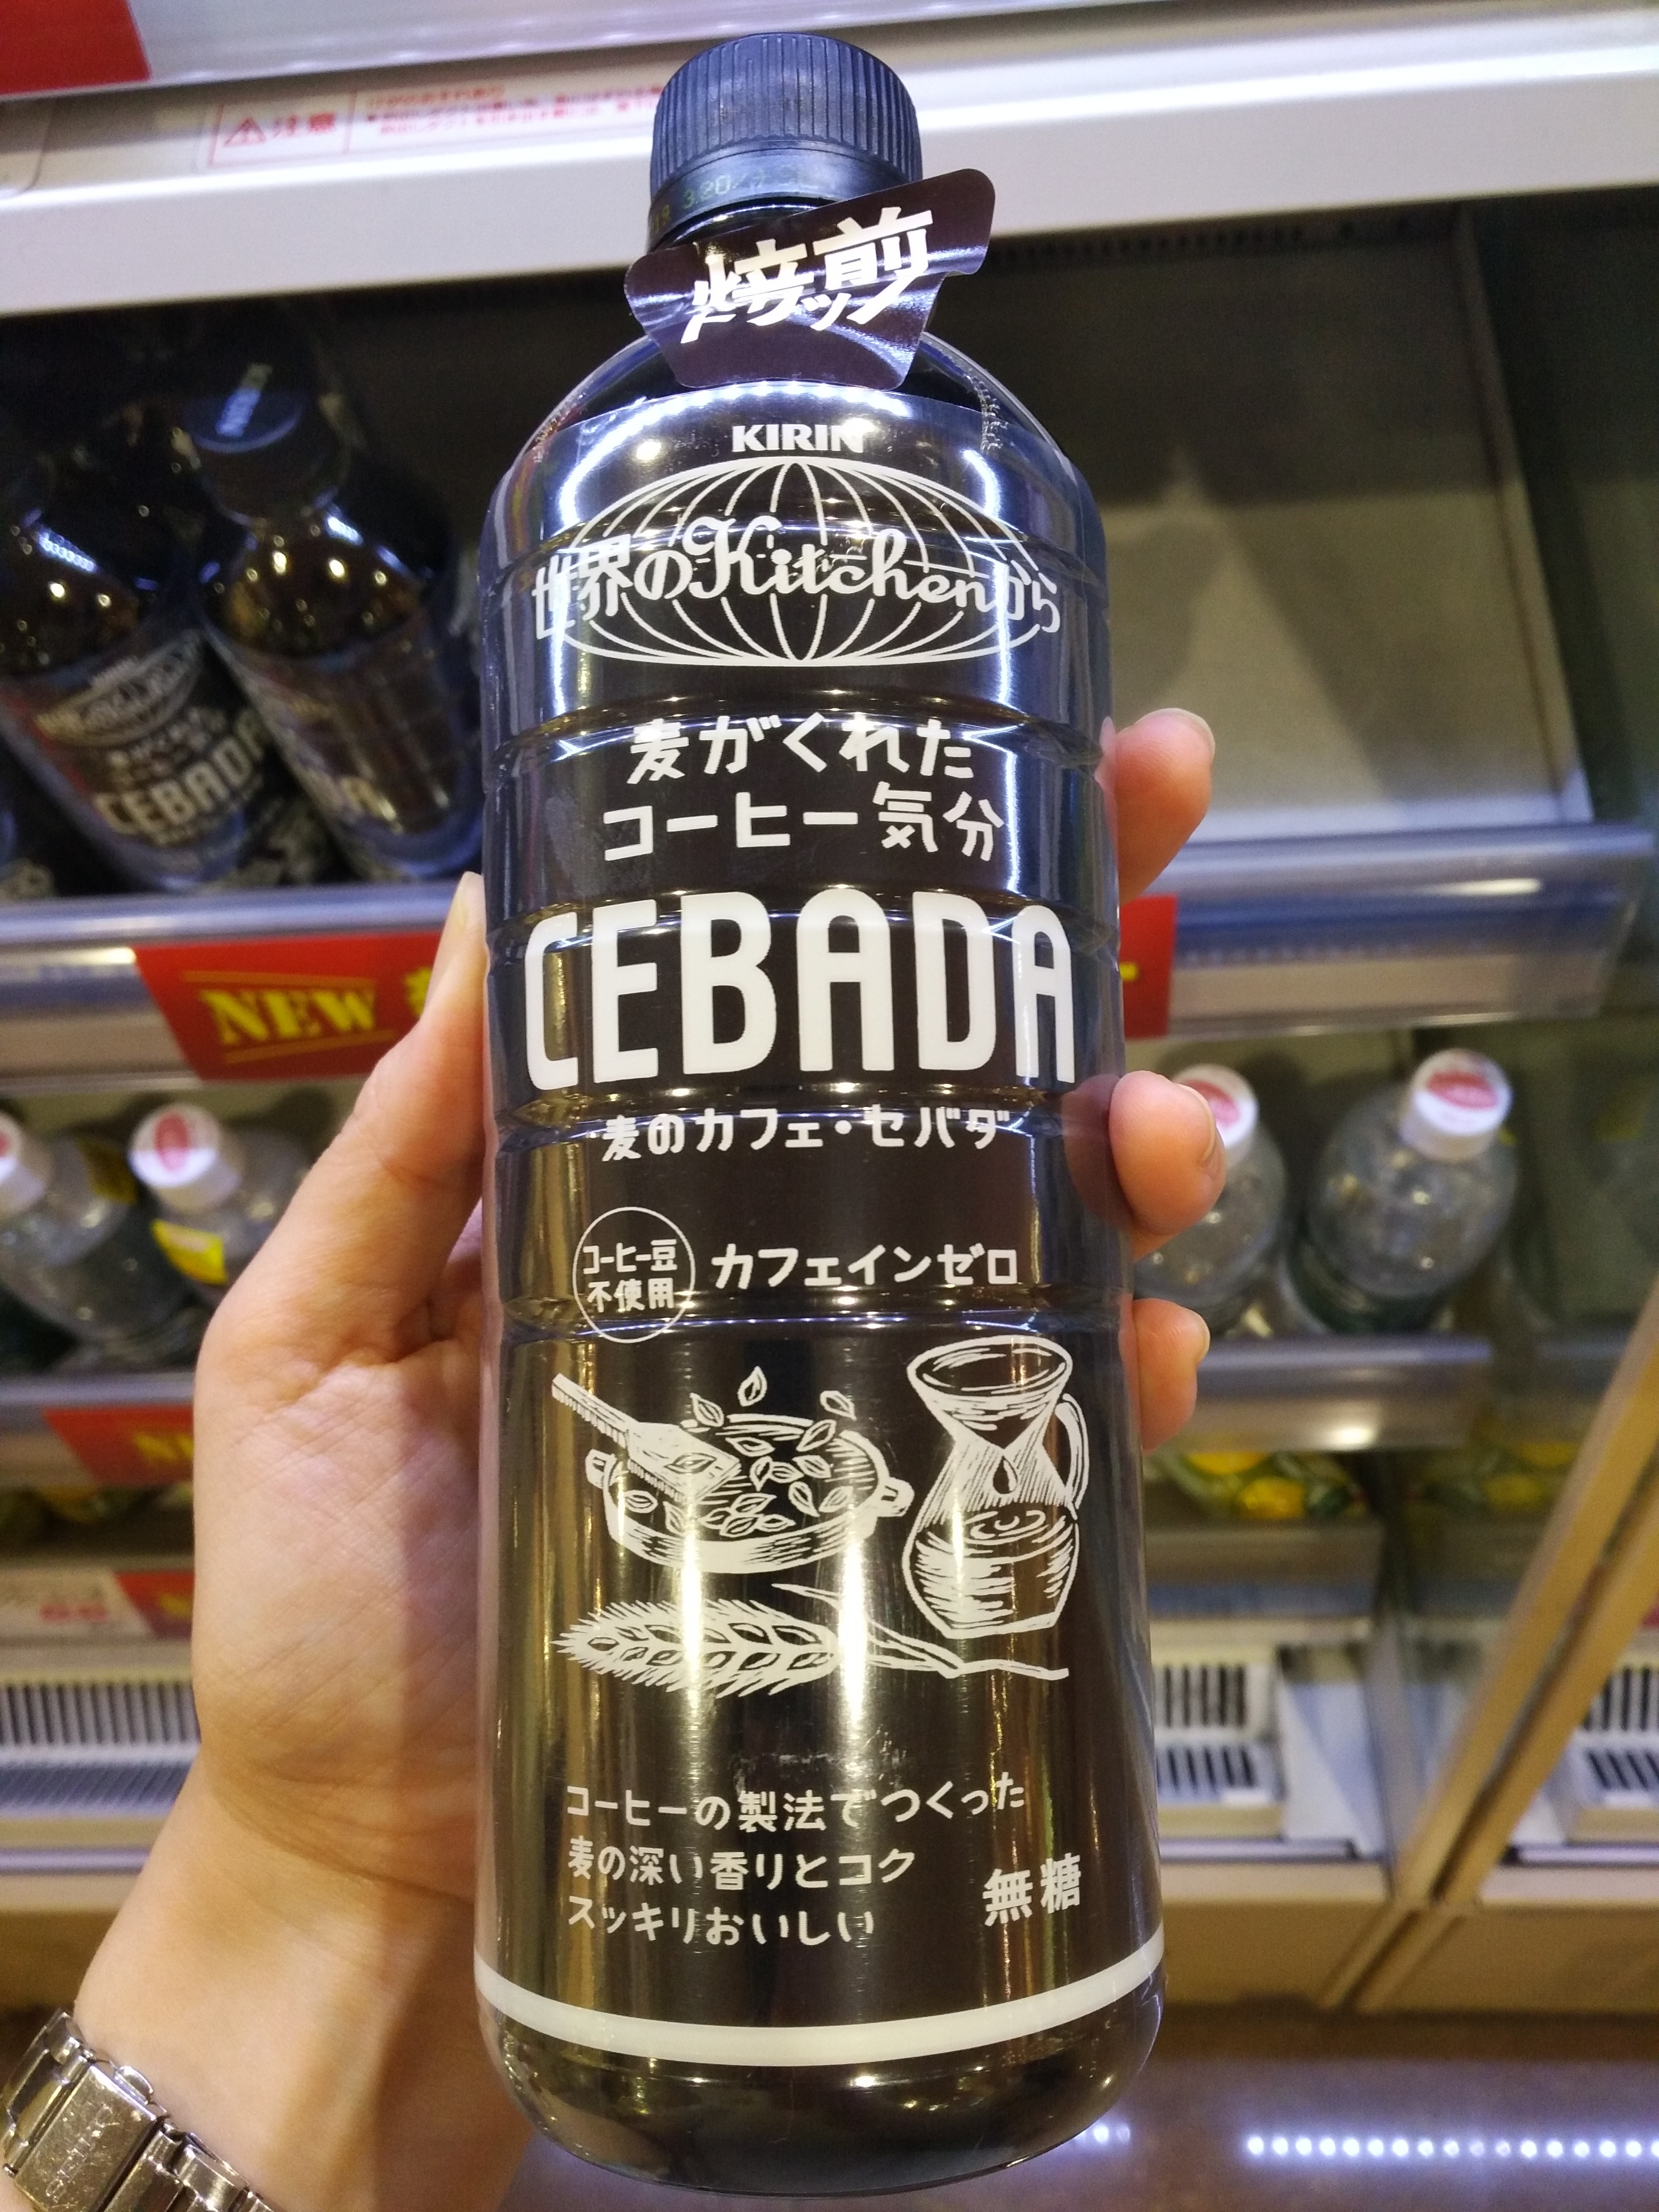 注意
焙煎
KIRIN
世界のKitchenから
麦がくれた
コーヒー気分
CEBADA
麦のカフェ・セバダ
コーヒー豆
不使用
カフェインゼロ
コーヒーの製法でつくった
麦の深い香りとコク
スッキリおいしい
無糖
CEBADA
NEW